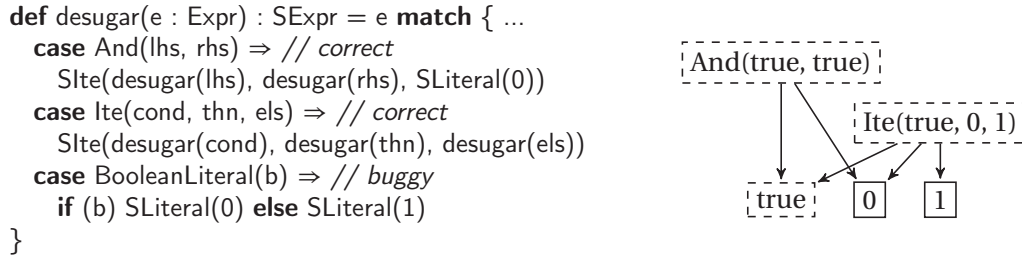 def desugar(e : Expr) : SExpr = e match { ...
case And(lhs, rhs) ⇒ // correct
SIte(desugar(lhs), desugar(rhs), SLiteral(0))
case Ite(cond, thn, els) ⇒ // correct
SIte(desugar(cond), desugar(thn), desugar(els))
case BooleanLiteral(b) ⇒ // buggy
if (b) SLiteral(0) else SLiteral(1)
}
And(true, true)
Ite(true, 0, 1)
true 0 1